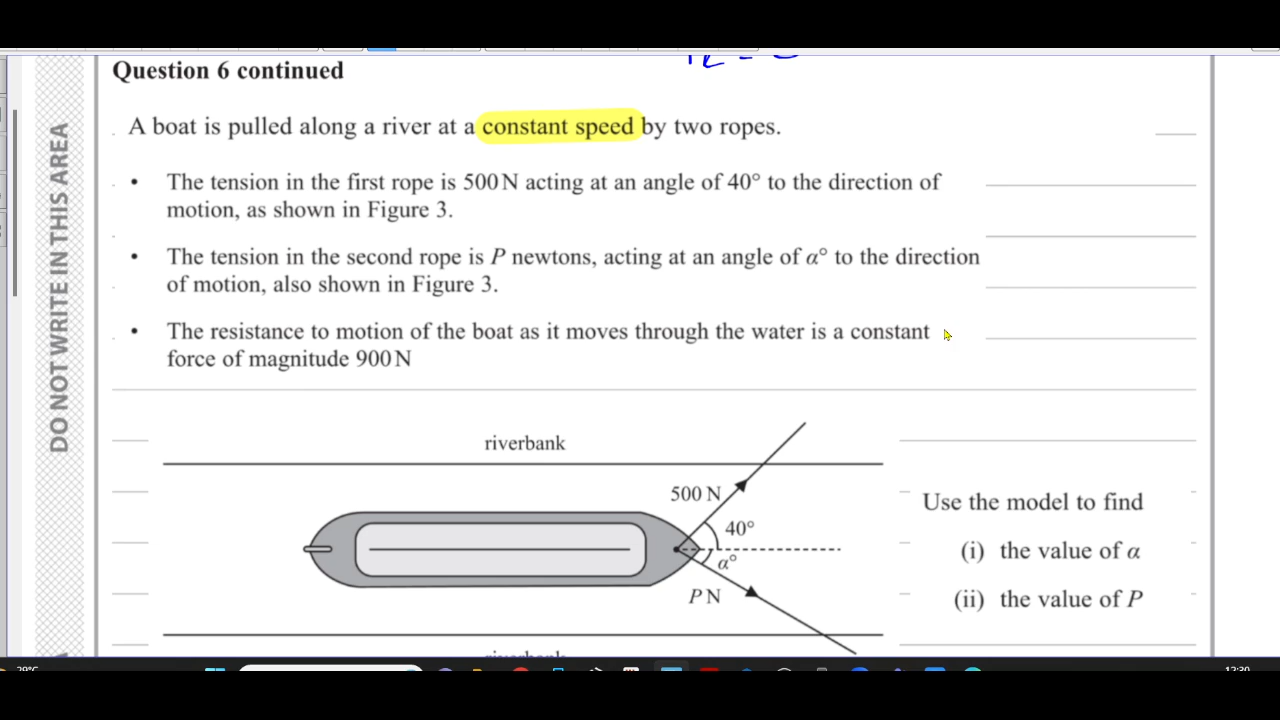 Question 6 continued
A boat is pulled along a river at a constant speed by two ropes.
• The tension in the first rope is 500 N acting at an angle of 40° to the direction of
motion, as shown in Figure 3.
• The tension in the second rope is P newtons, acting at an angle of α° to the direction
of motion, also shown in Figure 3.
• The resistance to motion of the boat as it moves through the water is a constant
force of magnitude 900 N
DO NOT WRITE IN THIS AREA
riverbank
500 N
40°
α°
P N
Use the model to find
(i) the value of α
(ii) the value of P
29°C
12:30